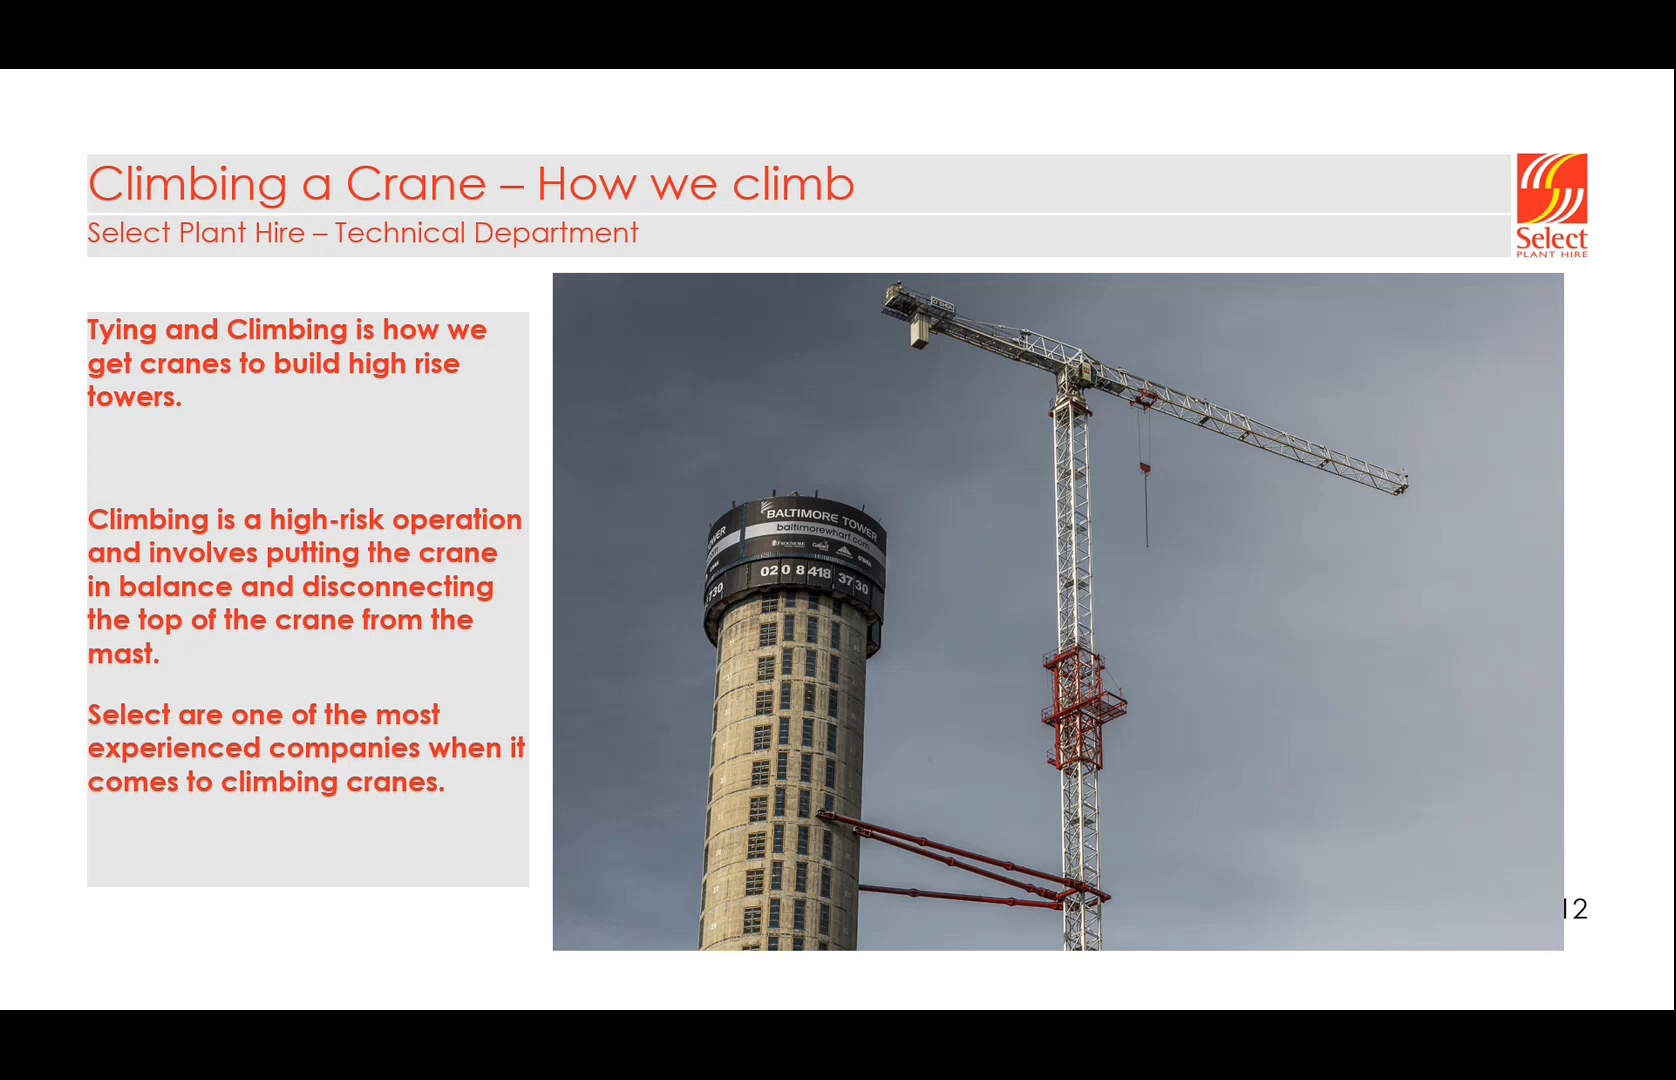 Climbing a Crane – How we climb
Select Plant Hire – Technical Department
Select
PLANT HIRE
Tying and Climbing is how we
get cranes to build high rise
towers.
Climbing is a high-risk operation
and involves putting the crane
in balance and disconnecting
the top of the crane from the
mast.
Select are one of the most
experienced companies when it
comes to climbing cranes.
BALTIMORE TOWER
baltimorewharf.com
020 8418 3730
12